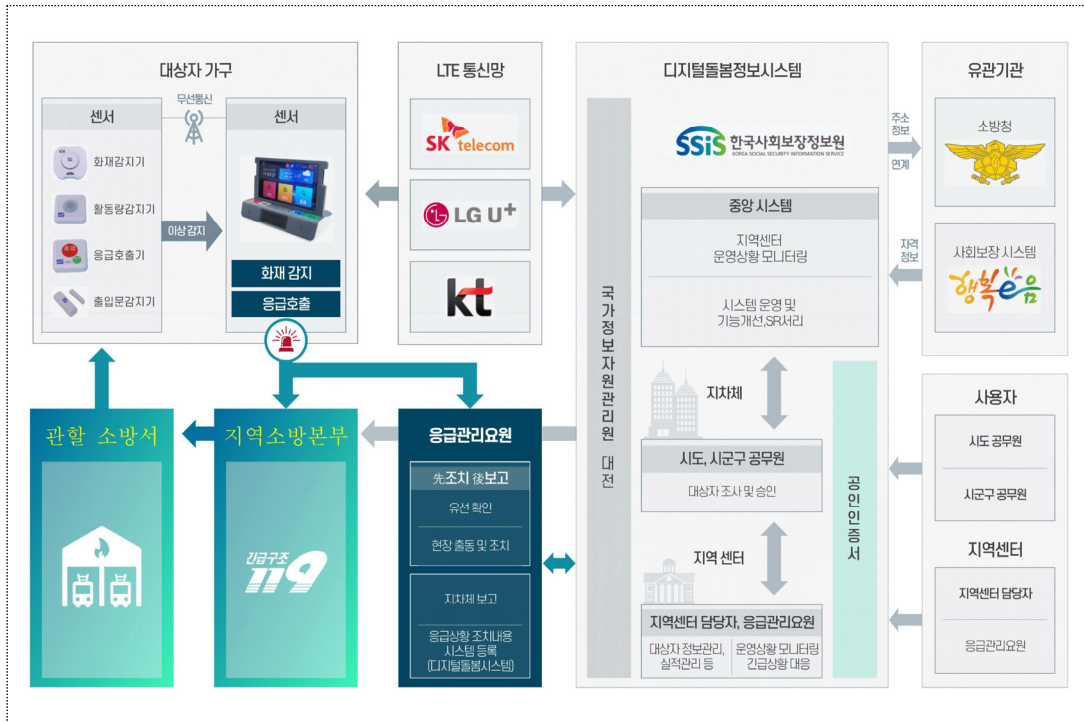 대상자 가구
센서
무선통신
센서
화재감지기
활동량감지기
응급호출기
출입문감지기
이상 감지
화재 감지
응급호출
LTE 통신망
SK telecom
LG U+
kt
디지털돌봄정보시스템
국가정보자원관리원 대전
SSiS 한국사회보장정보원
KOREA SOCIAL SECURITY INFORMATION SERVICE
중앙 시스템
지역센터
운영상황 모니터링
시스템 운영 및
기능개선,SR처리
지차체
시도, 시군구 공무원
대상자 조사 및 승인
지역 센터
지역센터 담당자, 응급관리요원
대상자 정보관리,
실적관리 등
운영상황 모니터링
긴급상황 대응
공인인증서
주소
정보
연계
자격
정보
유관기관
소방청
사회보장 시스템
행복e음
사용자
시도 공무원
시군구 공무원
지역센터
지역센터 담당자
응급관리요원
관할 소방서
지역소방본부
긴급구조
119
응급관리요원
先조치 後보고
유선 확인
현장 출동 및 조치
지차체 보고
응급상황 조치내용
시스템 등록
(디지털돌봄시스템)